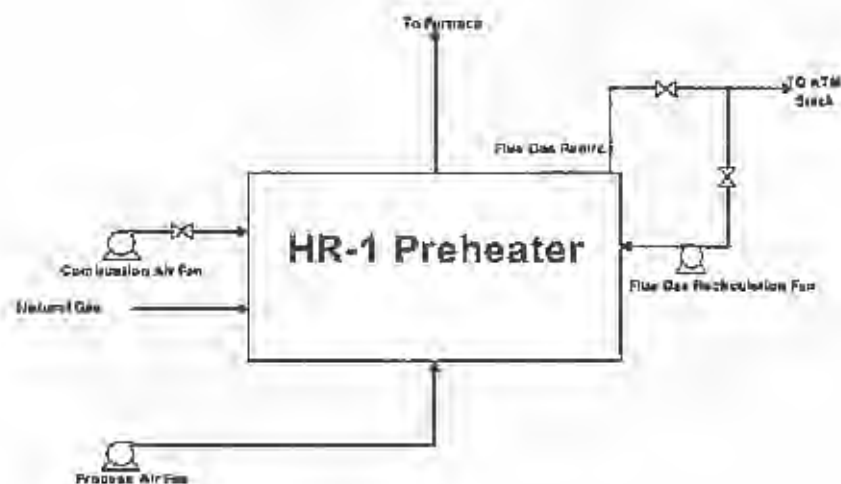 To Furnace
TO ATM
Stack
Flue Gas Recirc.
HR-1 Preheater
Combustion Air Fan
Flue Gas Recirculation Fan
Natural Gas
Process Air Fan